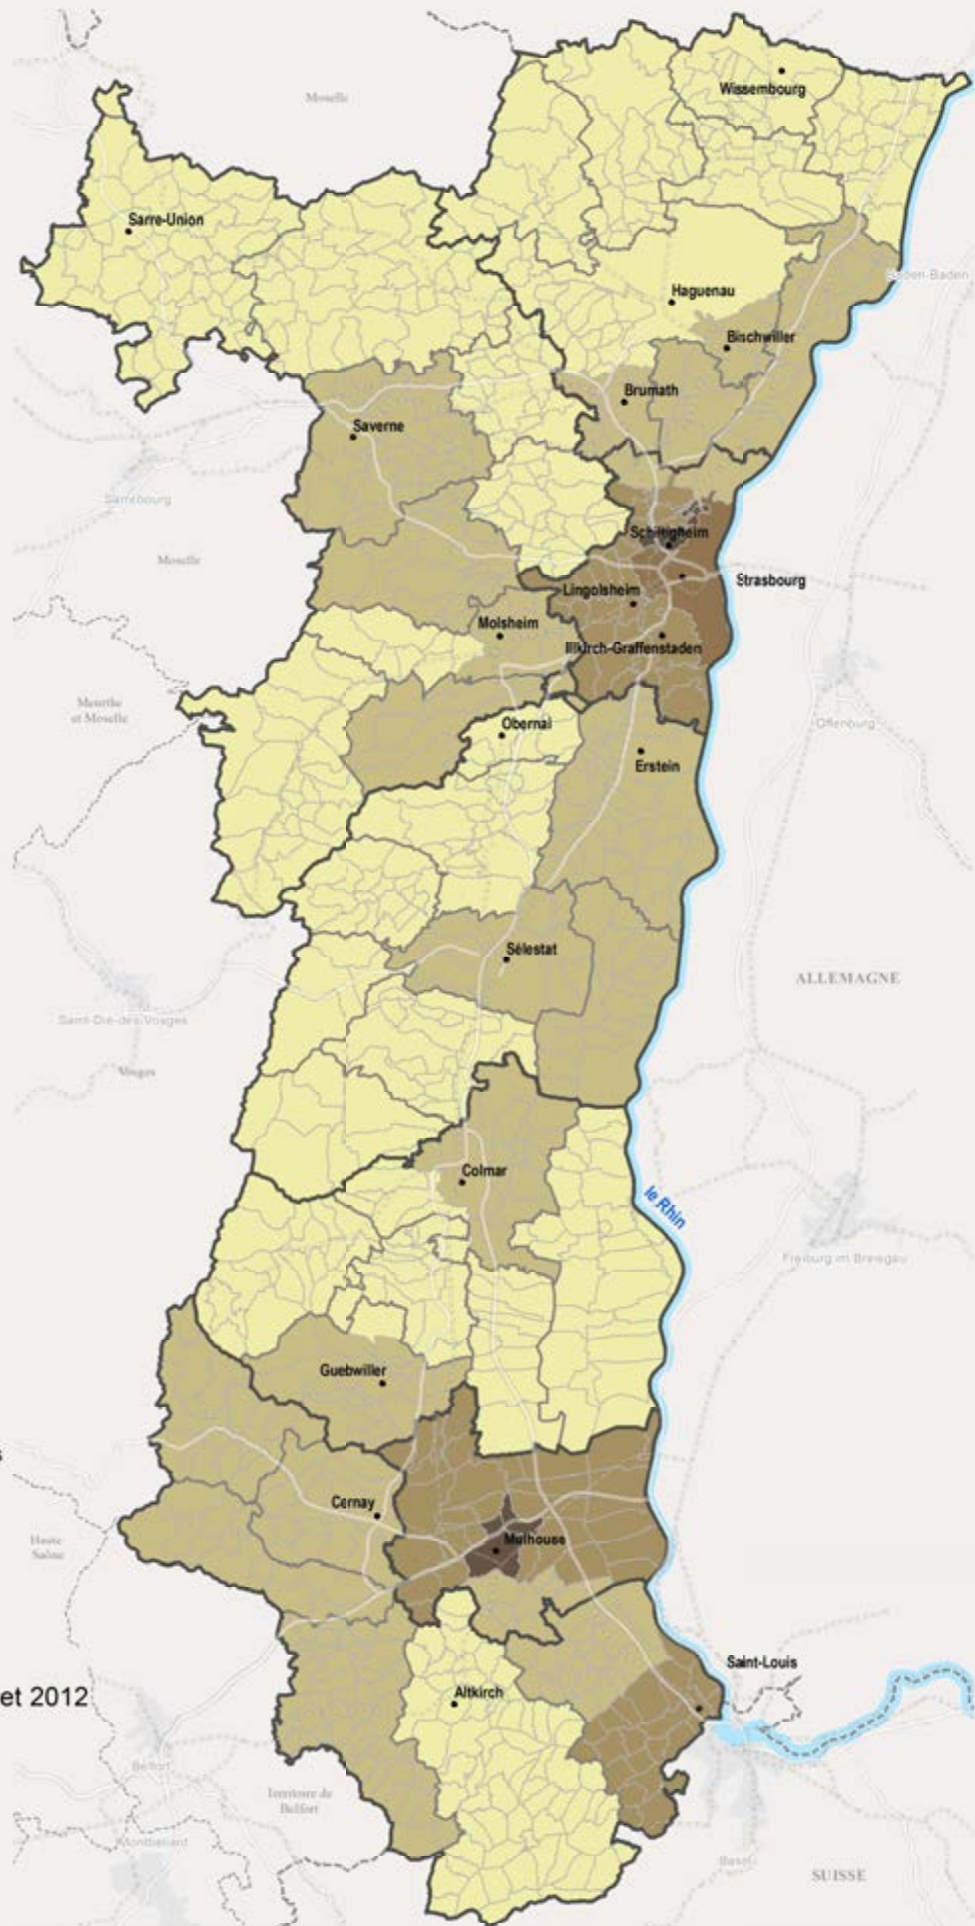 Wissembourg
Moselle
Sarre-Union
Baden-Baden
Haguenau
Bischwiller
Brumath
Saverne
Sarrebourg
Schiltigheim
Moselle
Strasbourg
Lingolsheim
Molsheim
Illkirch-Graffenstaden
Meurthe
et Moselle
Obernai
Offenburg
Erstein
Sélestat
ALLEMAGNE
Saint-Dié-des-Vosges
Vosges
Colmar
le Rhin
Freiburg im Breisgau
Guebwiller
s
Cernay
Mulhouse
Haute
Saône
Saint-Louis
Altkirch
et 2012
Belfort
Territoire de
Belfort
Montbéliard
Basel
SUISSE